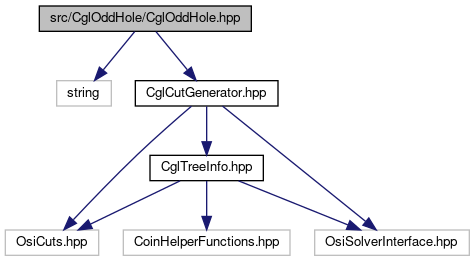 src/CglOddHole/CglOddHole.hpp
string
CglCutGenerator.hpp
CglTreeInfo.hpp
OsiCuts.hpp
CoinHelperFunctions.hpp
OsiSolverInterface.hpp